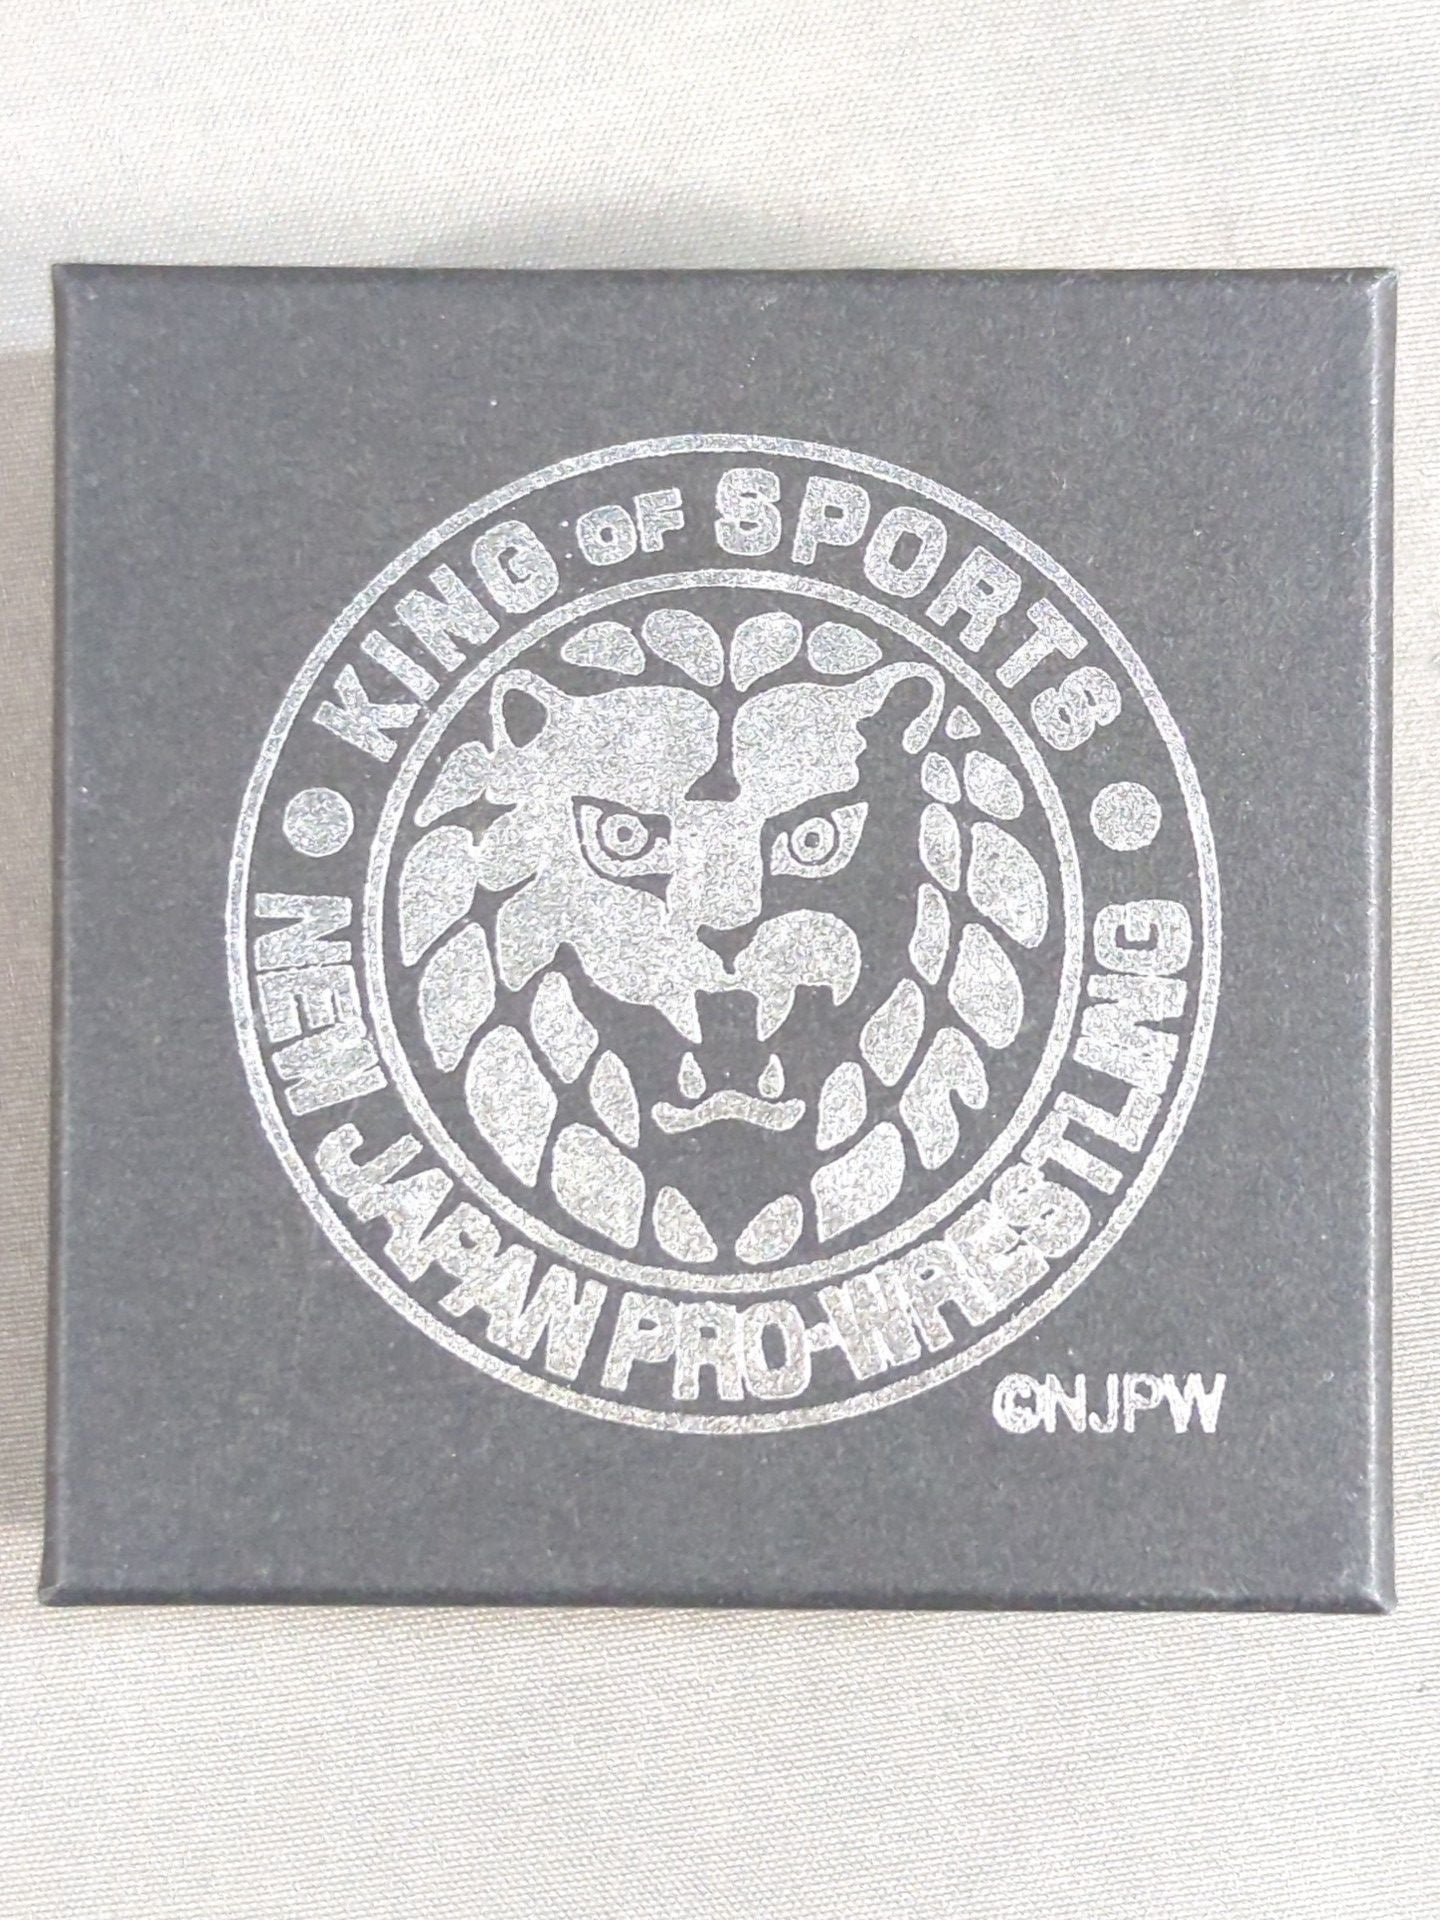 KING OF SPORTS
NEW JAPAN PRO-WRESTLING
©NJPW